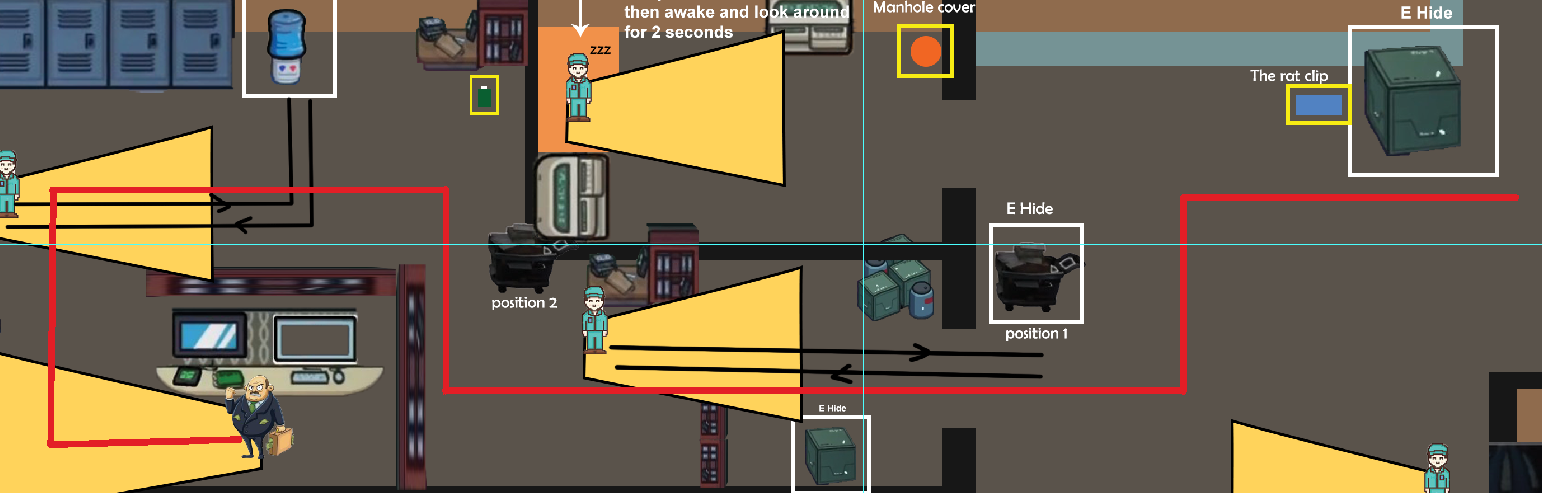 then awake and look around
for 2 seconds
Manhole cover
E Hide
zzz
The rat clip
E Hide
position 2
position 1
E Hide